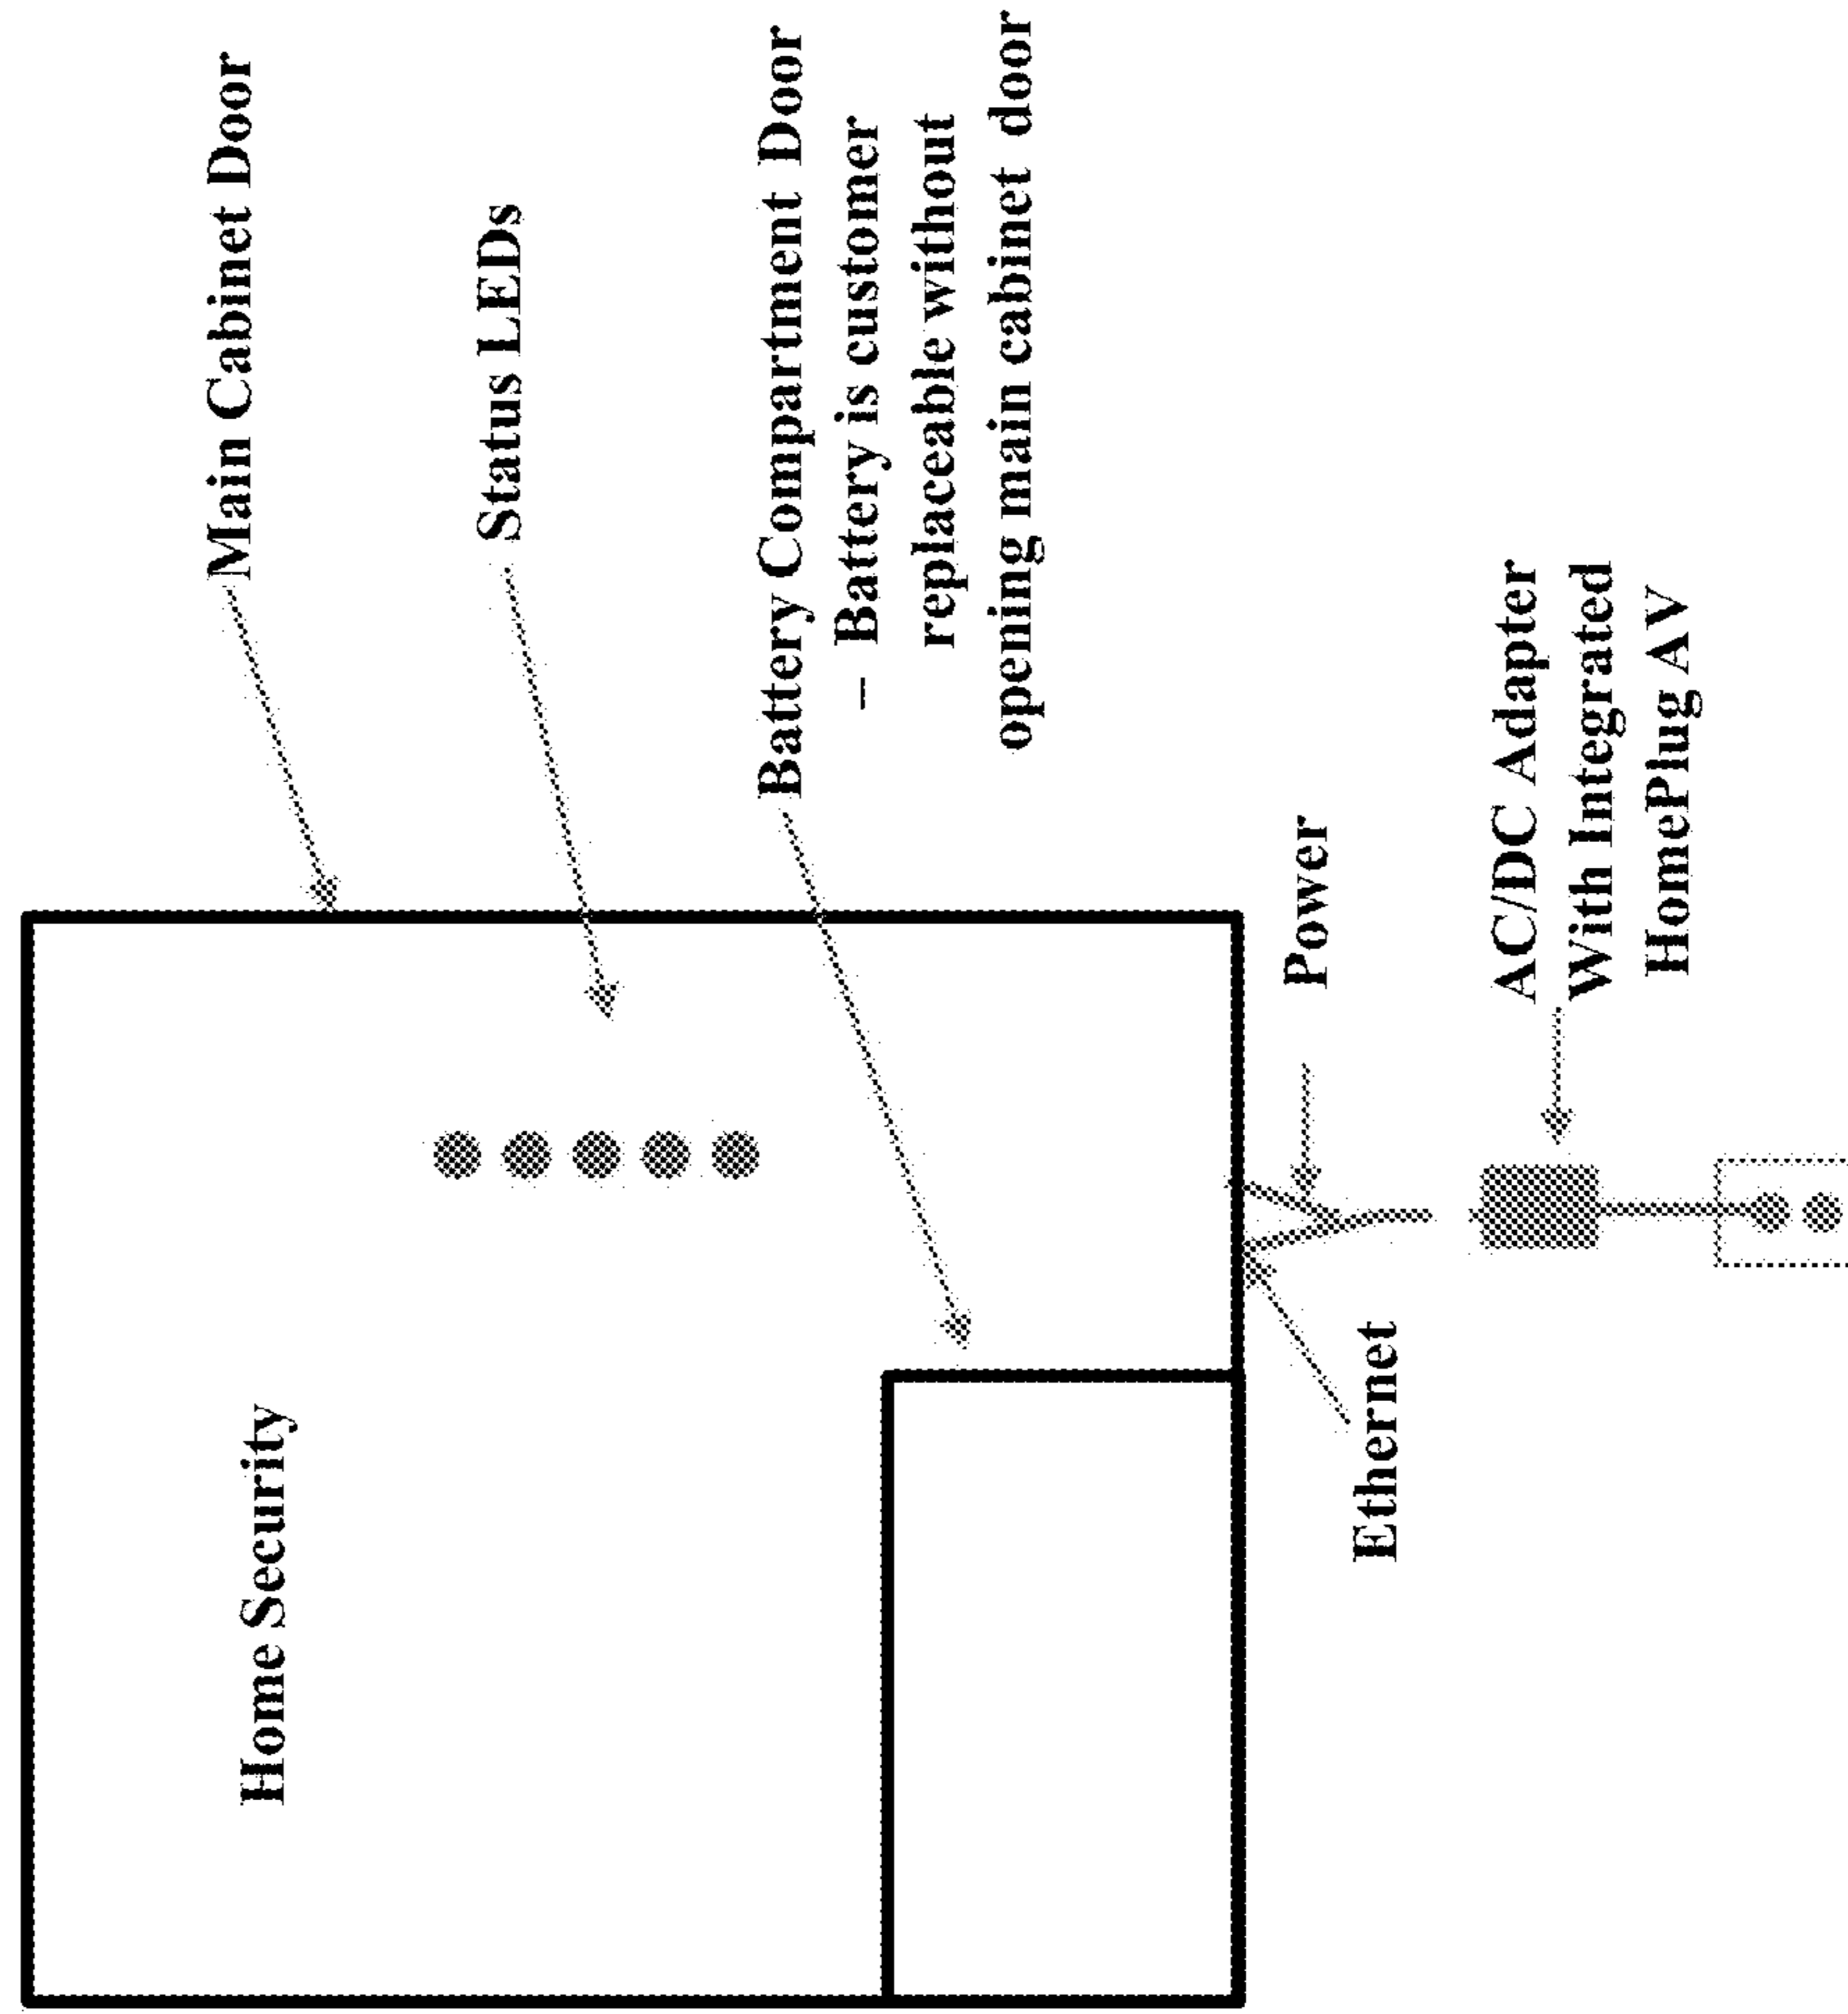 Main Cabinet Door
Status LEDs
Home Security
Battery Compartment Door
– Battery is customer
replaceable without
opening main cabinet door
Power
Ethernet
AC/DC Adapter
With Integrated
HomePlug AV